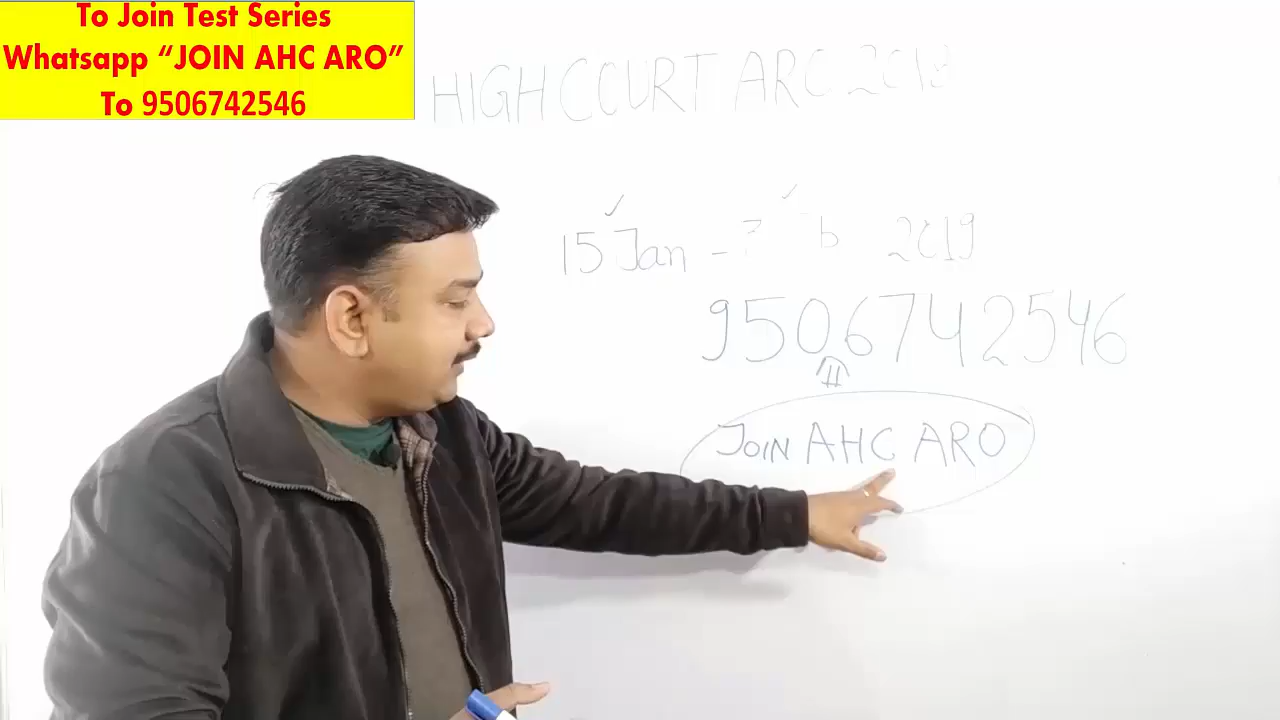 To Join Test Series
Whatsapp “JOIN AHC ARO”
To 9506742546
HIGH COURT ARO 2018
15 Jan - 2019
9506742546
JOIN AHC ARO